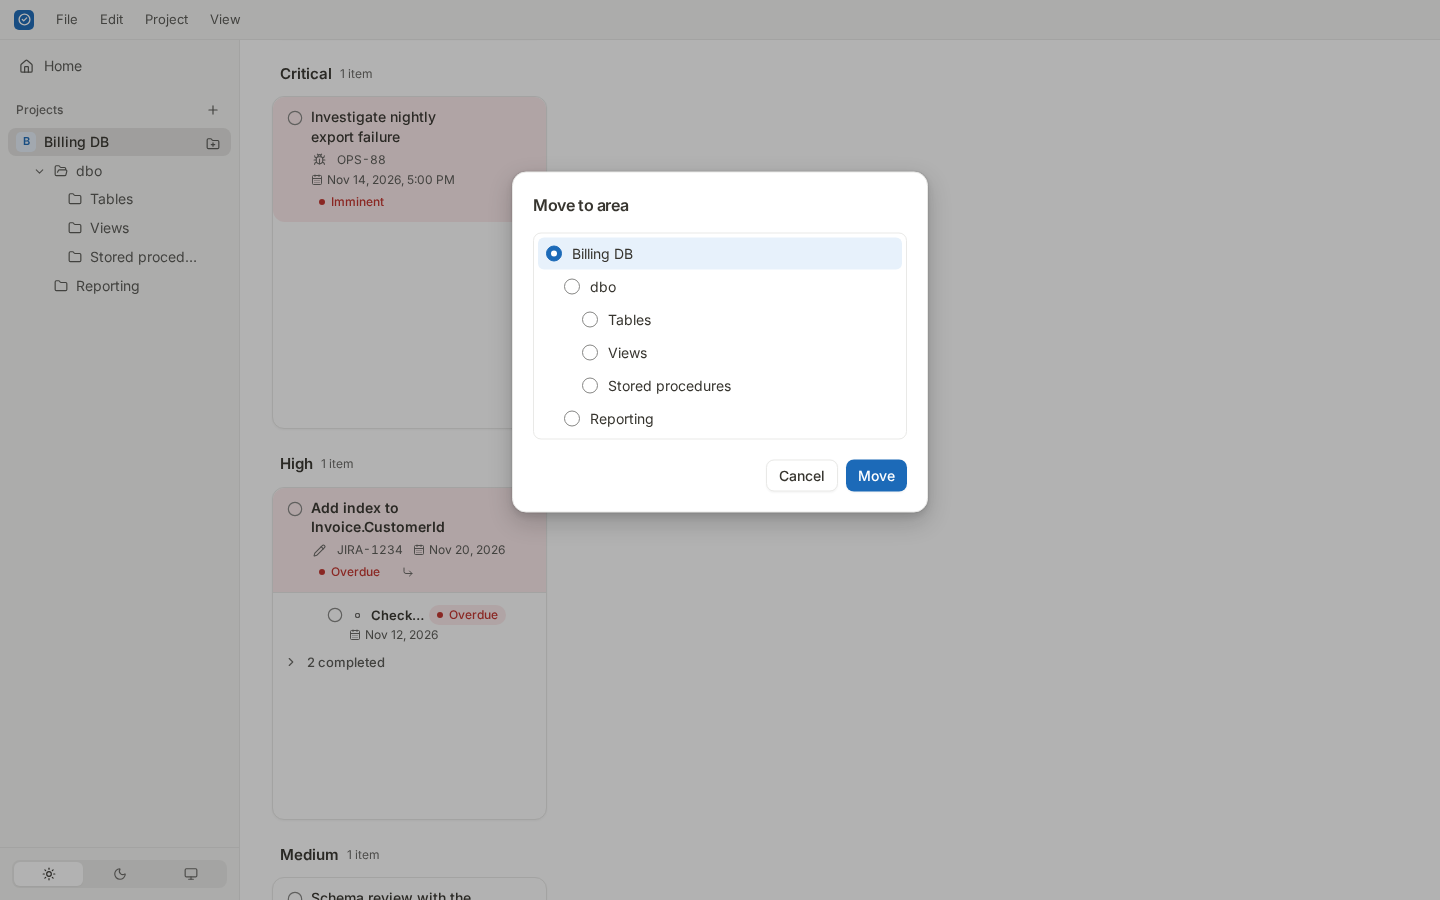 File Edit Project View
Home
Projects
B Billing DB
dbo
Tables
Views
Stored proced...
Reporting
Critical 1 item
Investigate nightly
export failure
OPS-88
Nov 14, 2026, 5:00 PM
Imminent
High 1 item
Add index to
Invoice.CustomerId
JIRA-1234 Nov 20, 2026
Overdue
Check... Overdue
Nov 12, 2026
2 completed
Medium 1 item
Schema review with the
Move to area
Billing DB
dbo
Tables
Views
Stored procedures
Reporting
Cancel Move